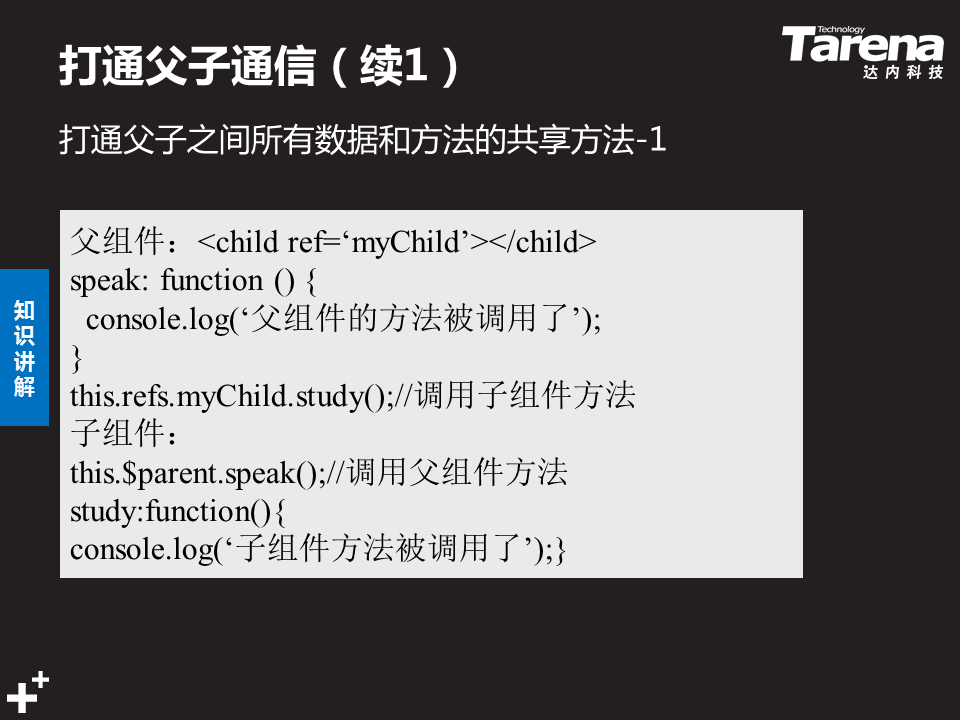 打通父子通信（续1）
Technology
Tarena
达内科技
打通父子之间所有数据和方法的共享方法-1
知识讲解
父组件：<child ref=‘myChild’></child>
speak: function () {
  console.log(‘父组件的方法被调用了’);
}
this.refs.myChild.study();//调用子组件方法
子组件：
this.$parent.speak();//调用父组件方法
study:function(){
console.log(‘子组件方法被调用了’);}